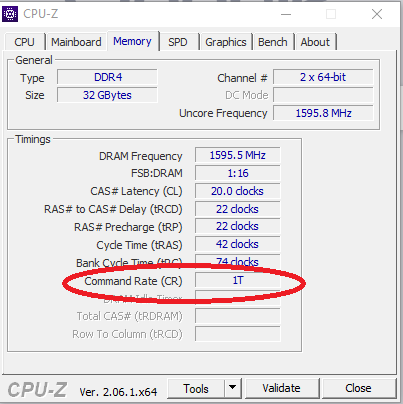 CPU-Z
CPU Mainboard Memory SPD Graphics Bench About
General
Type DDR4 Channel # 2 x 64-bit
Size 32 GBytes DC Mode
Uncore Frequency 1595.8 MHz
Timings
DRAM Frequency 1595.5 MHz
FSB:DRAM 1:16
CAS# Latency (CL) 20.0 clocks
RAS# to CAS# Delay (tRCD) 22 clocks
RAS# Precharge (tRP) 22 clocks
Cycle Time (tRAS) 42 clocks
Bank Cycle Time (tRC) 74 clocks
Command Rate (CR) 1T
DRAM Idle Timer
Total CAS# (tRDRAM)
Row To Column (tRCD)
CPU-Z Ver. 2.06.1.x64 Tools Validate Close